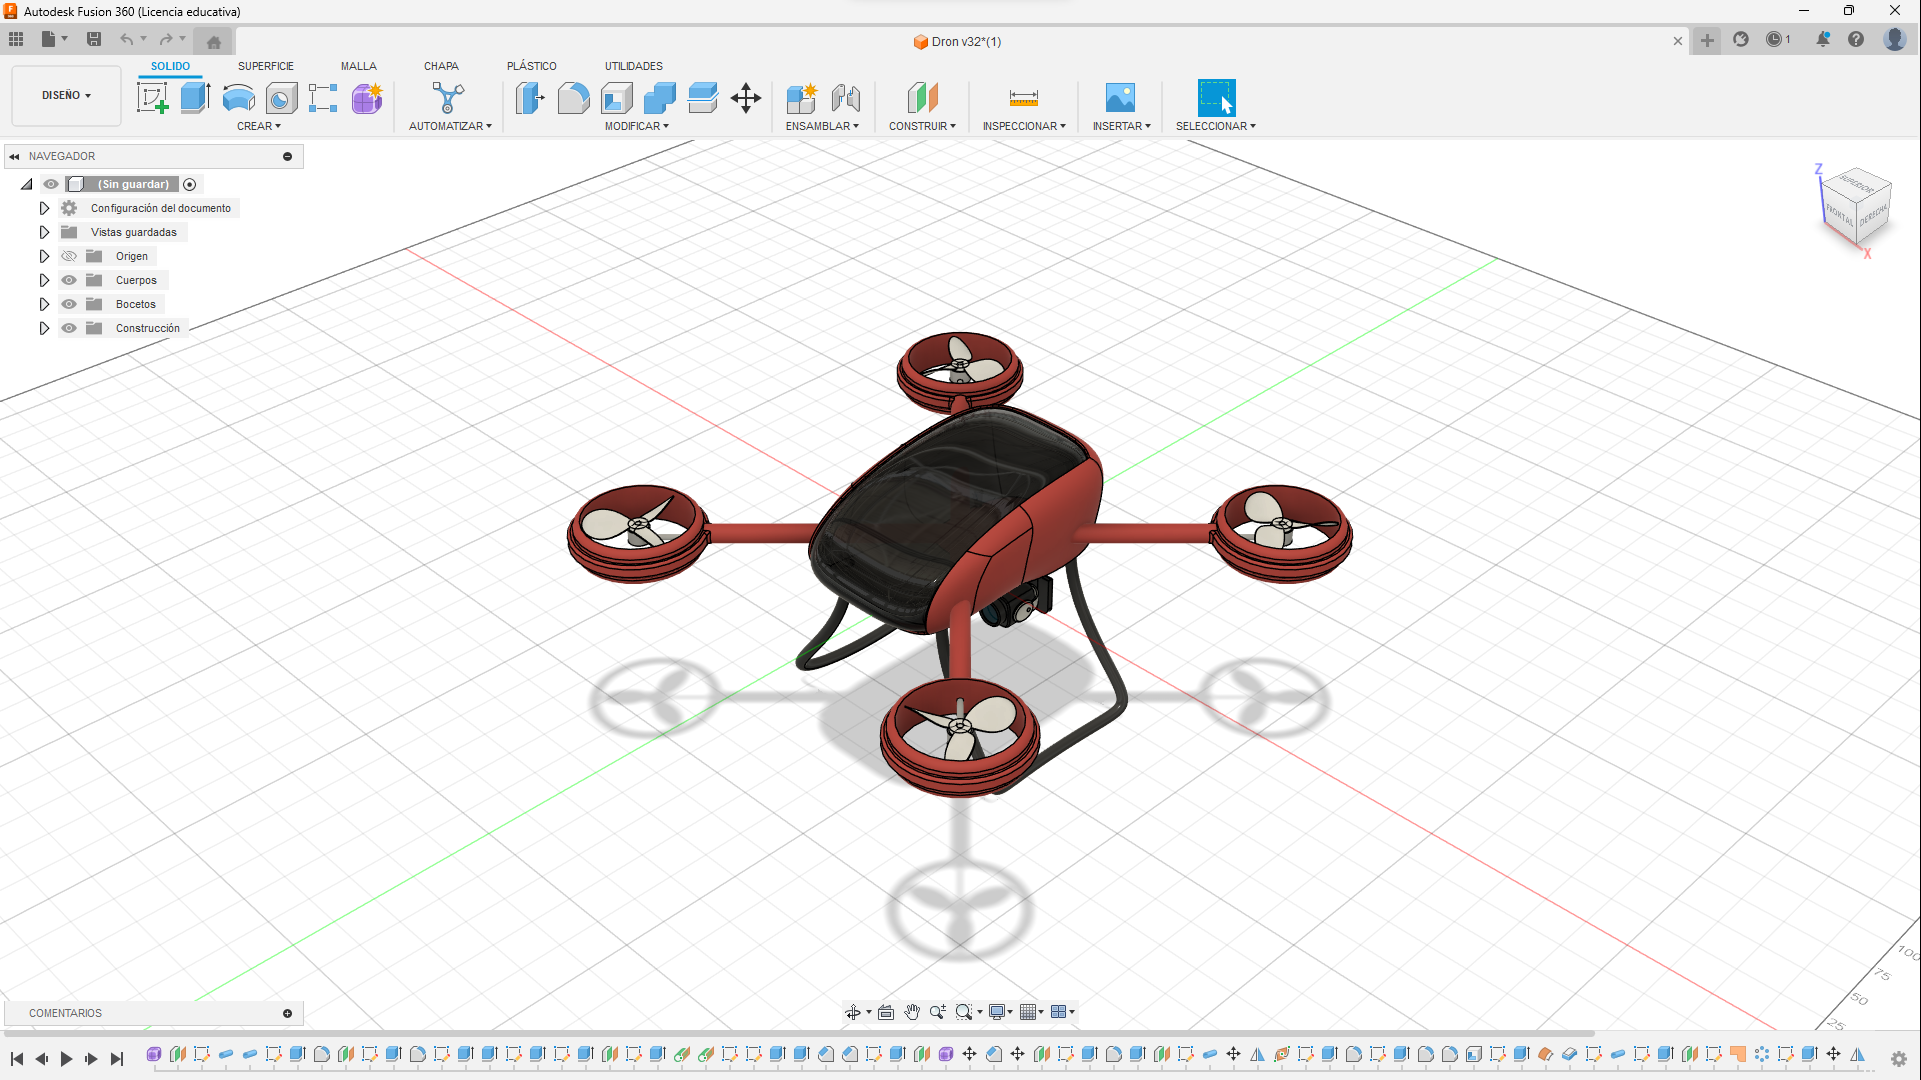 Autodesk Fusion 360 (Licencia educativa)
Dron v32*(1)
1
DISEÑO
SOLIDO
SUPERFICIE
MALLA
CHAPA
PLÁSTICO
UTILIDADES
CREAR
AUTOMATIZAR
MODIFICAR
ENSAMBLAR
CONSTRUIR
INSPECCIONAR
INSERTAR
SELECCIONAR
NAVEGADOR
(Sin guardar)
Configuración del documento
Vistas guardadas
Origen
Cuerpos
Bocetos
Construcción
Z
SUPERIOR
FRONTAL
DERECHA
X
100
75
50
25
COMENTARIOS